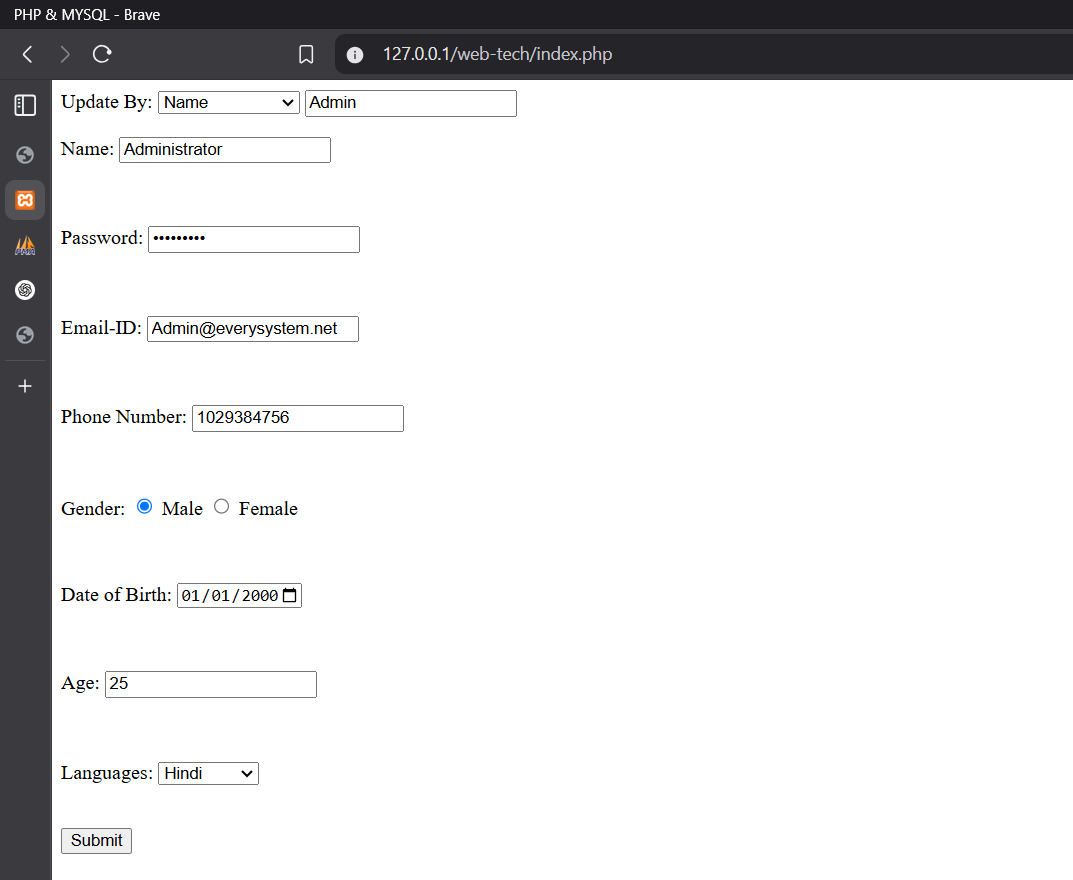 PHP & MYSQL - Brave
127.0.0.1/web-tech/index.php
Update By: Name Admin
Name: Administrator
Password: •••••••••
Email-ID: Admin@everysystem.net
Phone Number: 1029384756
Gender: Male Female
Date of Birth: 01/01/2000
Age: 25
Languages: Hindi
Submit
PMA